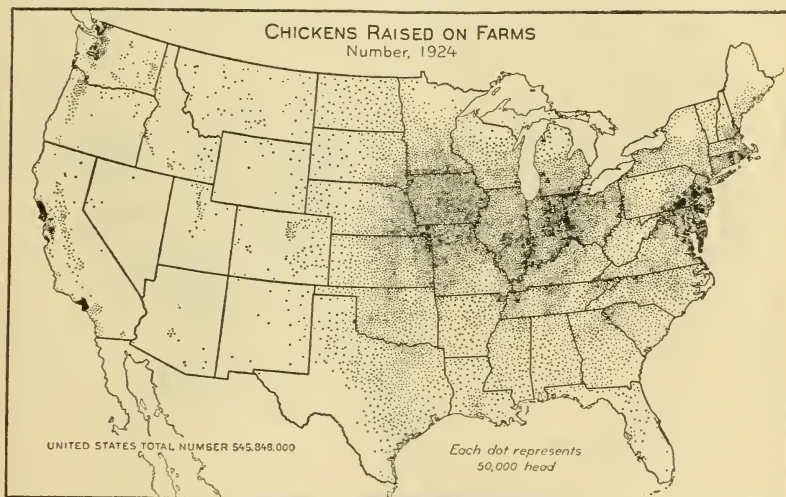 CHICKENS RAISED ON FARMS
Number, 1924
UNITED STATES TOTAL NUMBER 545,848,000
Each dot represents
50,000 head